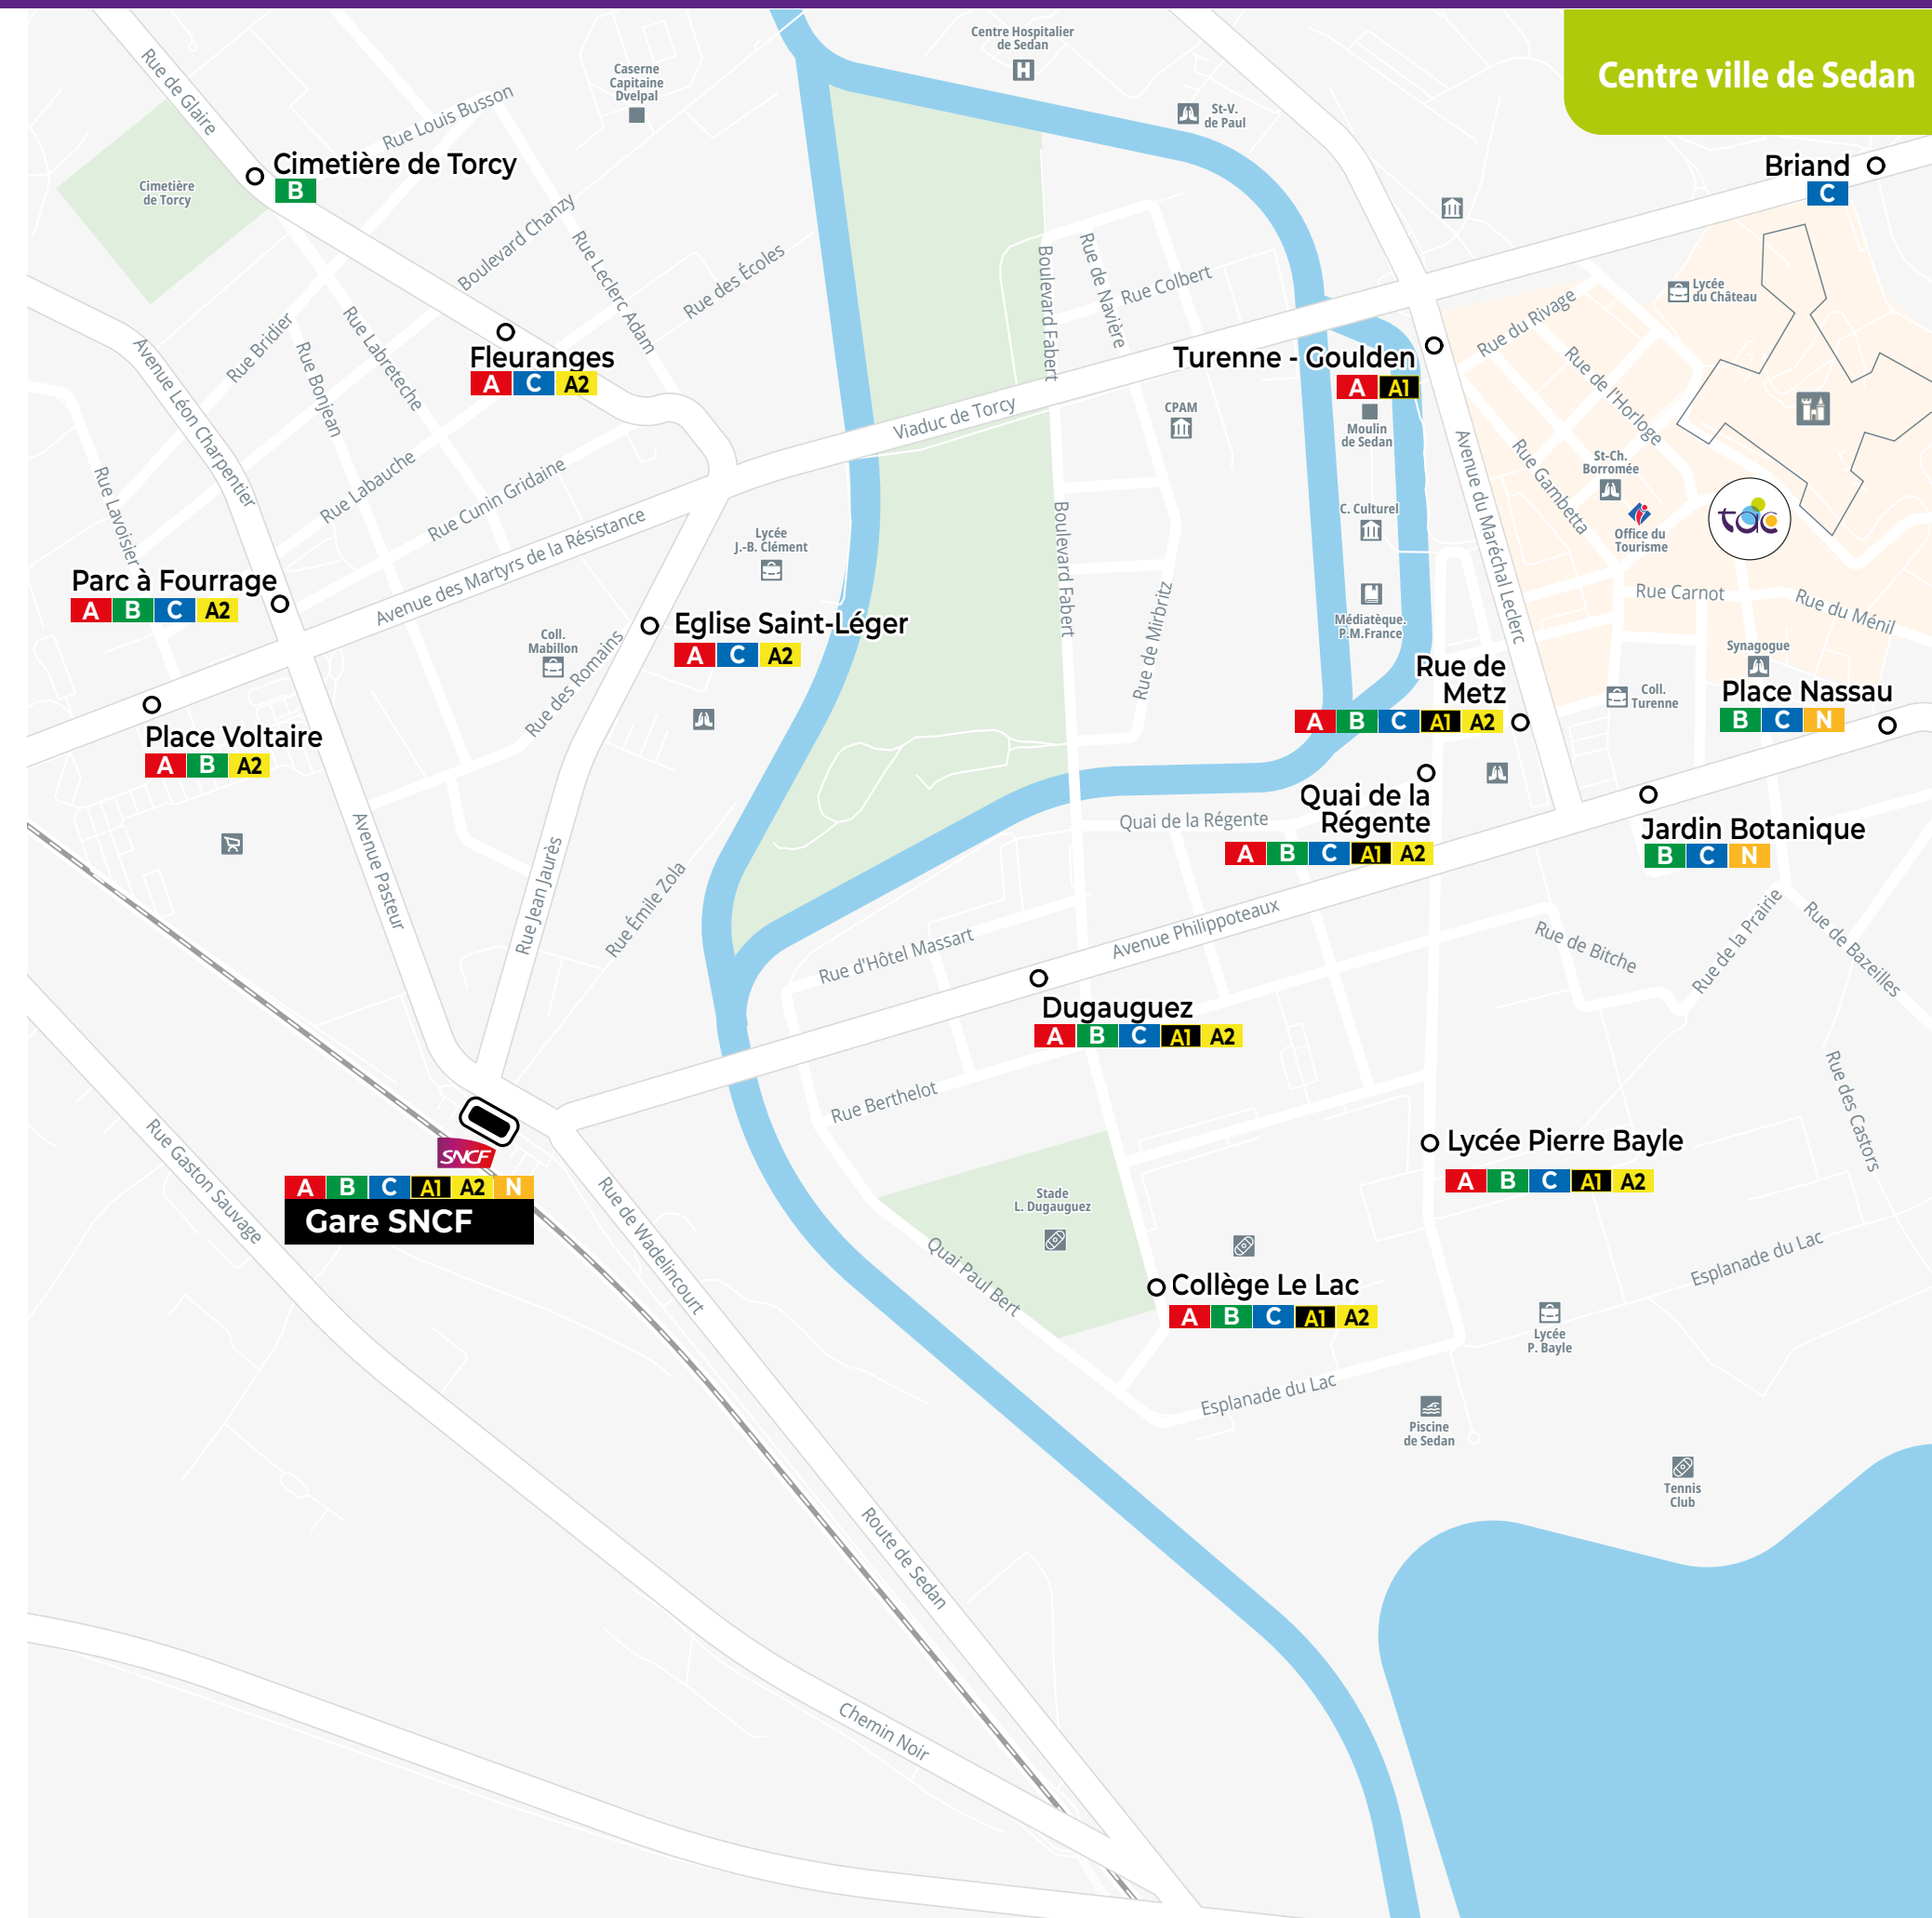 Centre ville de Sedan
Centre Hospitalier
de Sedan
H
Caserne
Capitaine
Dvelpal
St-V.
de Paul
Rue de Glaire
Rue Louis Busson
Cimetière de Torcy
B
Cimetière
de Torcy
Briand
C
Boulevard Chanzy
Rue Leclerc Adam
Rue des Écoles
Boulevard Fabert
Rue de Navière
Rue Colbert
Lycée
du Château
Rue du Rivage
Rue Bridier
Rue Labreteche
Rue Bonjean
Avenue Léon Charpentier
Fleuranges
A C A2
Turenne - Goulden
A A1
Rue de l'Horloge
Viaduc de Torcy
CPAM
Moulin
de Sedan
Avenue du Maréchal Leclerc
Rue Gambetta
St-Ch.
Borromée
Rue Lavoisier
Rue Labauche
Rue Cunin Gridaine
Avenue des Martyrs de la Résistance
Lycée
J.-B. Clément
Boulevard Fabert
C. Culturel
Office du
Tourisme
tac
Parc à Fourrage
A B C A2
Rue de Mirbritz
Médiatèque.
P.M.France
Rue Carnot
Rue du Ménil
Eglise Saint-Léger
A C A2
Coll.
Mabillon
Rue des Romains
Synagogue
Rue de
Metz
A B C A1 A2
Coll.
Turenne
Place Nassau
B C N
Place Voltaire
A B A2
Quai de la
Régente
A B C A1 A2
Quai de la Régente
Jardin Botanique
B C N
Avenue Pasteur
Rue Jean Jaurès
Rue Émile Zola
Rue d'Hôtel Massart
Avenue Philippoteaux
Rue de Bitche
Rue de la Prairie
Rue de Bazeilles
Dugauguez
A B C A1 A2
Rue Berthelot
Rue des Castors
SNCF
A B C A1 A2 N
Gare SNCF
Lycée Pierre Bayle
A B C A1 A2
Rue Gaston Sauvage
Rue de Wadelincourt
Stade
L. Dugauguez
Quai Paul Bert
Collège Le Lac
A B C A1 A2
Esplanade du Lac
Lycée
P. Bayle
Esplanade du Lac
Piscine
de Sedan
Tennis
Club
Route de Sedan
Chemin Noir